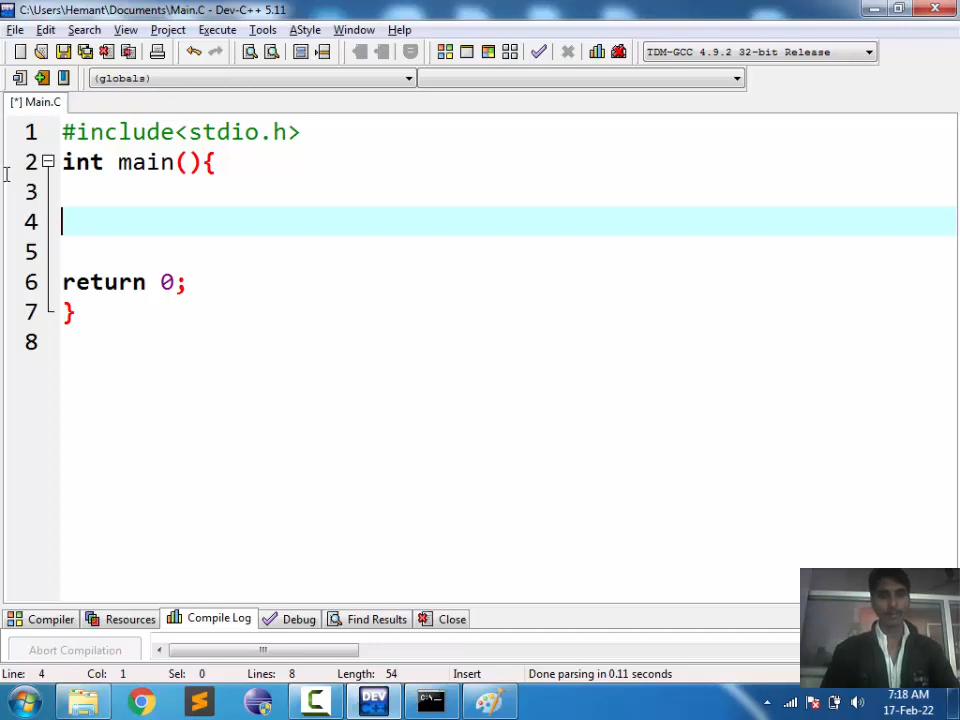 C:\Users\Hemant\Documents\Main.C - Dev-C++ 5.11
File Edit Search View Project Execute Tools AStyle Window Help
TDM-GCC 4.9.2 32-bit Release
(globals)
[*] Main.C
1 #include<stdio.h>
2 int main(){
3
4
5
6 return 0;
7 }
8
Compiler Resources Compile Log Debug Find Results Close
Abort Compilation
Line: 4 Col: 1 Sel: 0 Lines: 8 Length: 54 Insert Done parsing in 0.11 seconds
DEV
7:18 AM
17-Feb-22